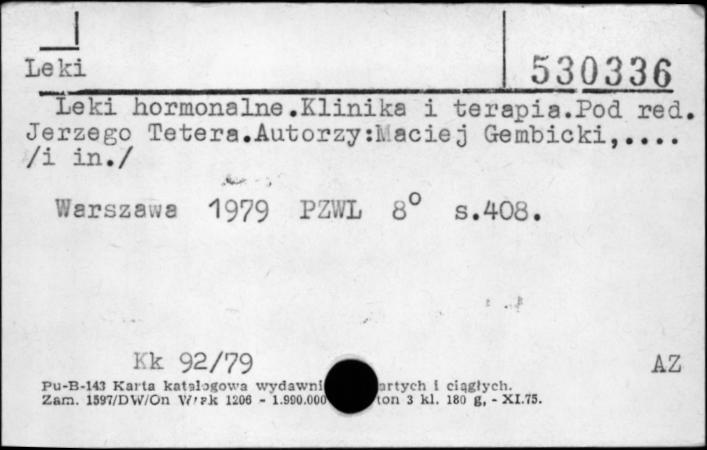 Leki
530336
Leki hormonalne.Klinika i terapia.Pod red.
Jerzego Tetera.Autorzy:Maciej Gembicki,....
/i in./
Warszawa 1979 PZWL 8° s.408.
Kk 92/79
AZ
Pu-B-143 Karta katalogowa wydawni artych i ciągłych.
Zam. 1597/DW/On 1206 - 1.990.000 ton 3 kl. 180 g, - XI.75.